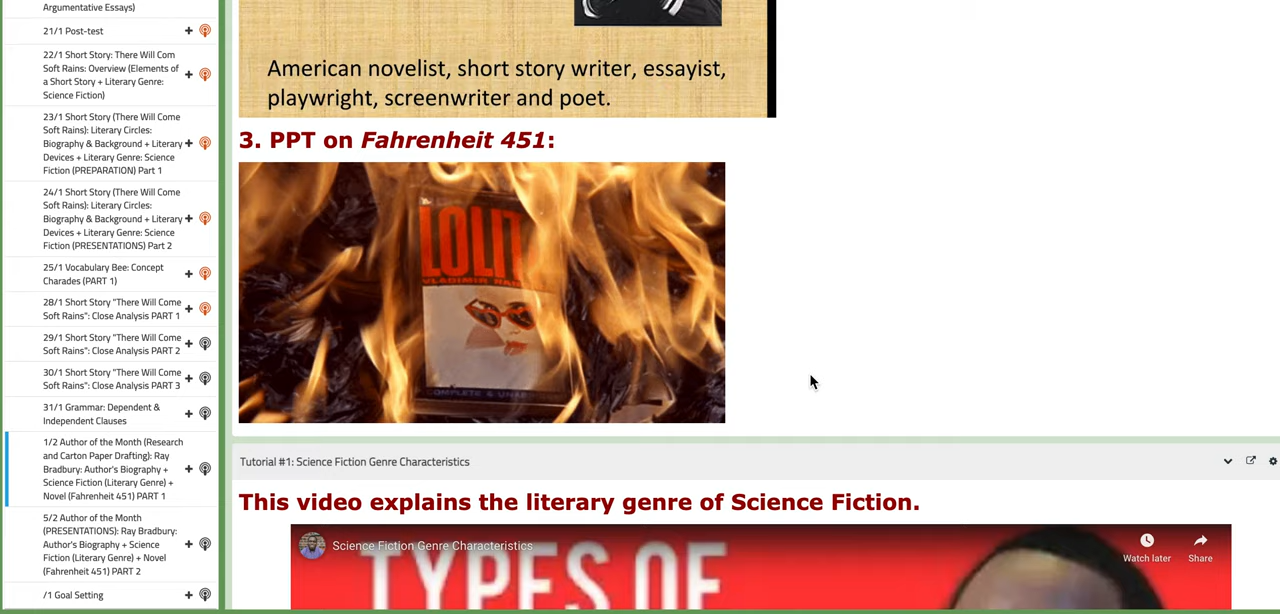 Argumentative Essays)
21/1 Post-test
22/1 Short Story: There Will Com
Soft Rains: Overview (Elements of
a Short Story + Literary Genre:
Science Fiction)
23/1 Short Story (There Will Come
Soft Rains): Literary Circles:
Biography & Background + Literary
Devices + Literary Genre: Science
Fiction (PREPARATION) Part 1
24/1 Short Story (There Will Come
Soft Rains): Literary Circles:
Biography & Background + Literary
Devices + Literary Genre: Science
Fiction (PRESENTATIONS) Part 2
25/1 Vocabulary Bee: Concept
Charades (PART 1)
28/1 Short Story "There Will Come
Soft Rains": Close Analysis PART 1
29/1 Short Story "There Will Come
Soft Rains": Close Analysis PART 2
30/1 Short Story "There Will Come
Soft Rains": Close Analysis PART 3
31/1 Grammar: Dependent &
Independent Clauses
1/2 Author of the Month (Research
and Carton Paper Drafting): Ray
Bradbury: Author's Biography +
Science Fiction (Literary Genre) +
Novel (Fahrenheit 451) PART 1
5/2 Author of the Month
(PRESENTATIONS): Ray Bradbury:
Author's Biography + Science
Fiction (Literary Genre) + Novel
(Fahrenheit 451) PART 2
/1 Goal Setting
American novelist, short story writer, essayist,
playwright, screenwriter and poet.
3. PPT on Fahrenheit 451:
LOLIT
VLADIMIR
Tutorial #1: Science Fiction Genre Characteristics
This video explains the literary genre of Science Fiction.
Science Fiction Genre Characteristics
Watch later
Share
TYPES OF